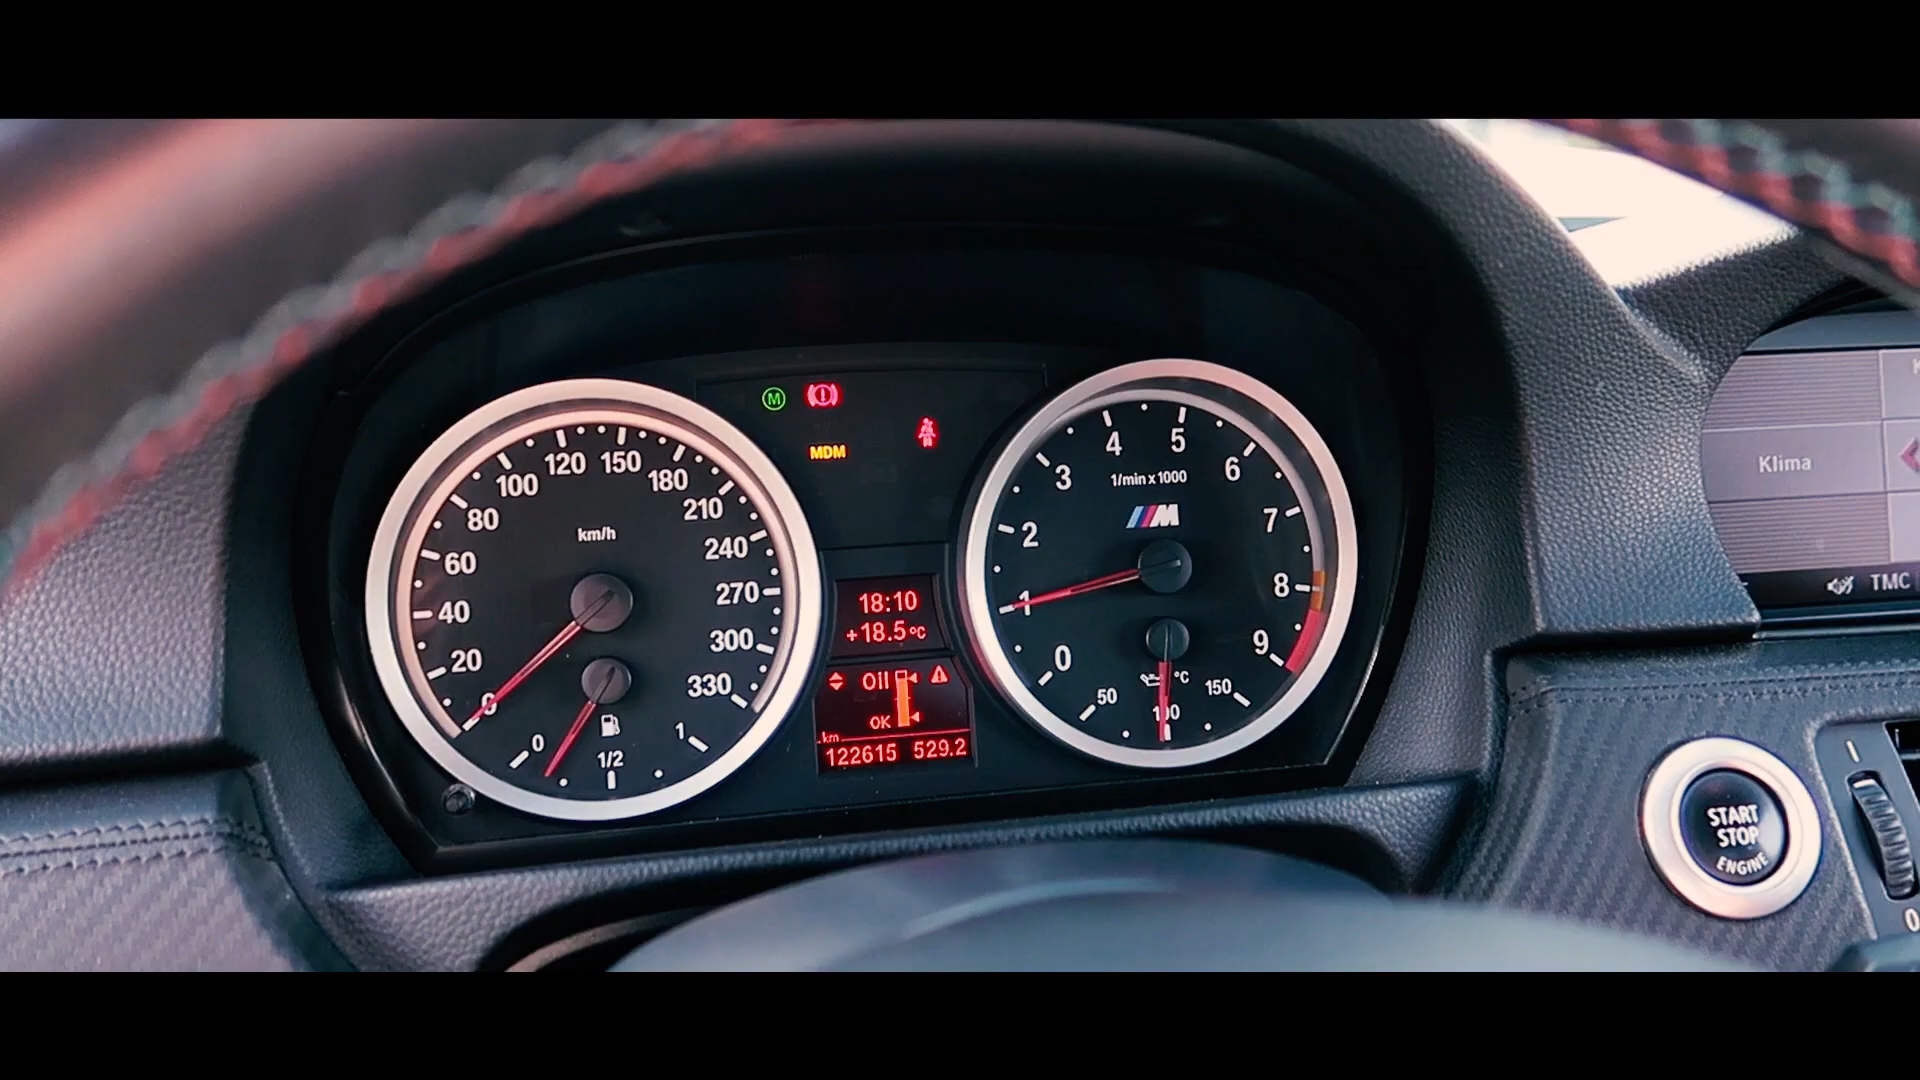 M
MDM
km/h
0
20
40
60
80
100
120
150
180
210
240
270
300
330
0
1/2
1
18:10
+18.5°C
Oil
OK
km
122615 529.2
1/min x 1000
M
0
1
2
3
4
5
6
7
8
9
°C
50
100
150
Klima
TMC
START
STOP
ENGINE
0